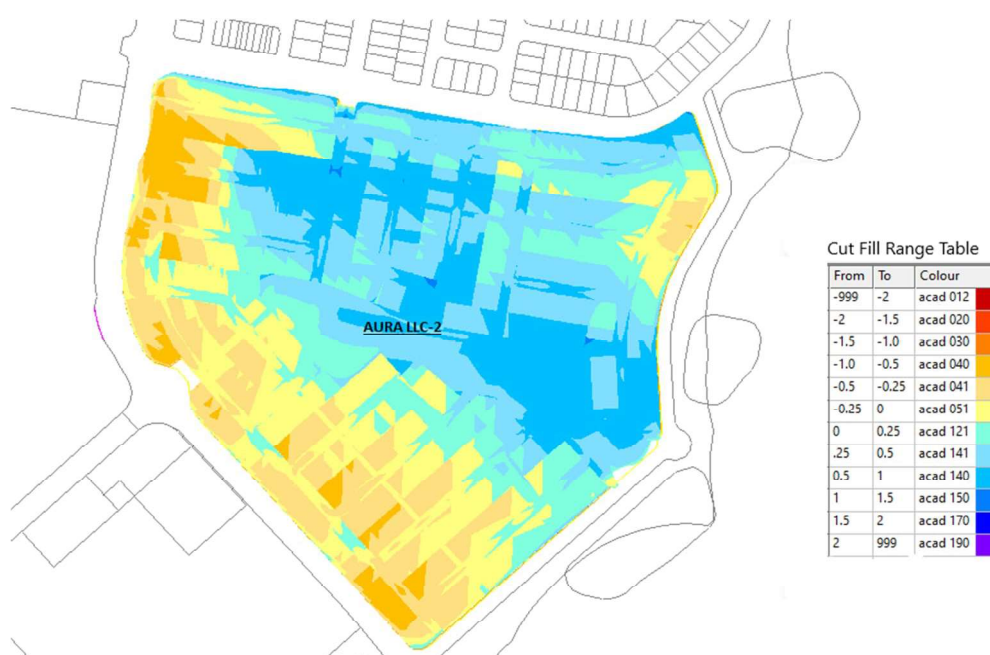 AURA LLC-2
Cut Fill Range Table
From To Colour
-999 -2 acad 012
-2 -1.5 acad 020
-1.5 -1.0 acad 030
-1.0 -0.5 acad 040
-0.5 -0.25 acad 041
-0.25 0 acad 051
0 0.25 acad 121
.25 0.5 acad 141
0.5 1 acad 140
1 1.5 acad 150
1.5 2 acad 170
2 999 acad 190